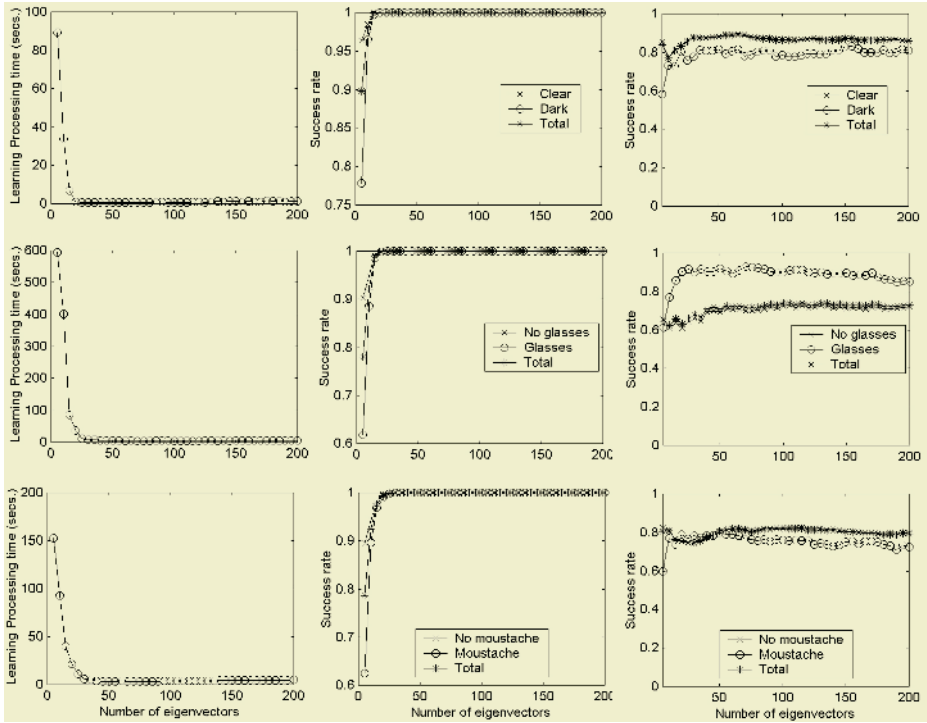 Learning Processing time (secs.)
100
80
60
40
20
0
0 50 100 150 200
Success rate
1
0.95
0.9
0.85
0.8
0.75
0 50 100 150 200
Clear
Dark
Total
Success rate
1
0.8
0.6
0.4
0.2
0
50 100 150 200
Clear
Dark
Total
Learning Processing time (secs.)
600
500
400
300
200
100
0
0 50 100 150 200
Success rate
1
0.9
0.8
0.7
0.6
0 50 100 150 200
No glasses
Glasses
Total
Success rate
1
0.8
0.6
0.4
0.2
0
50 100 150 200
No glasses
Glasses
Total
Learning Processing time (secs.)
200
150
100
50
0
0 50 100 150 200
Number of eigenvectors
Success rate
1
0.9
0.8
0.7
0.6
0 50 100 150 200
Number of eigenvectors
No moustache
Moustache
Total
Success rate
1
0.8
0.6
0.4
0.2
0
50 100 150 200
Number of eigenvectors
No moustache
Moustache
Total